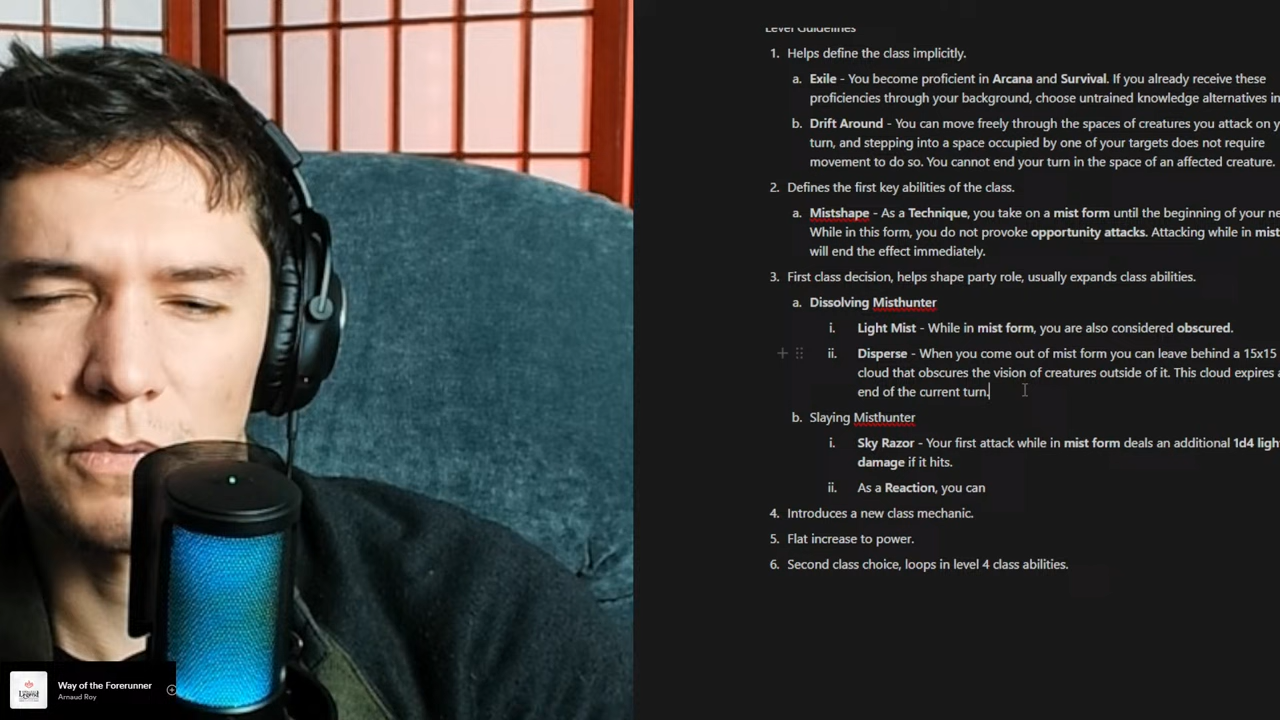 Level Guidelines
1. Helps define the class implicitly.
a. Exile - You become proficient in Arcana and Survival. If you already receive these
proficiencies through your background, choose untrained knowledge alternatives in
b. Drift Around - You can move freely through the spaces of creatures you attack on
turn, and stepping into a space occupied by one of your targets does not require
movement to do so. You cannot end your turn in the space of an affected creature.
2. Defines the first key abilities of the class.
a. Mistshape - As a Technique, you take on a mist form until the beginning of your
While in this form, you do not provoke opportunity attacks. Attacking while in mist
will end the effect immediately.
3. First class decision, helps shape party role, usually expands class abilities.
a. Dissolving Misthunter
i. Light Mist - While in mist form, you are also considered obscured.
ii. Disperse - When you come out of mist form you can leave behind a 15x15
cloud that obscures the vision of creatures outside of it. This cloud expires
end of the current turn.
b. Slaying Misthunter
i. Sky Razor - Your first attack while in mist form deals an additional 1d4
damage if it hits.
ii. As a Reaction, you can
4. Introduces a new class mechanic.
5. Flat increase to power.
6. Second class choice, loops in level 4 class abilities.
Way of the Forerunner
Arnaud Roy